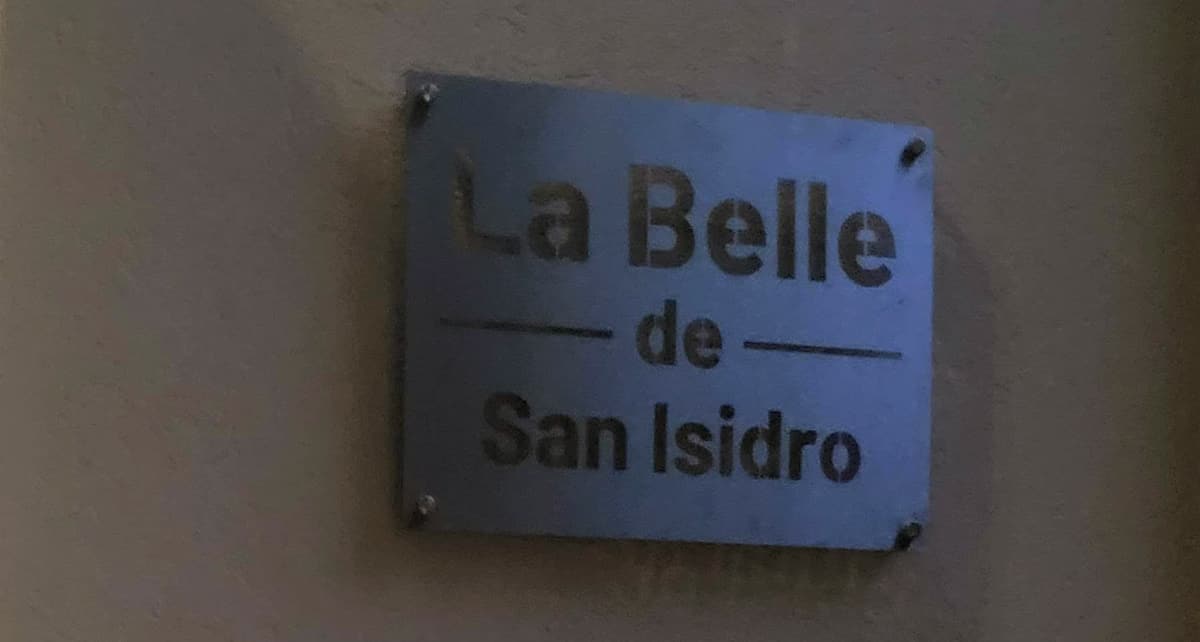 La Belle
de
San Isidro